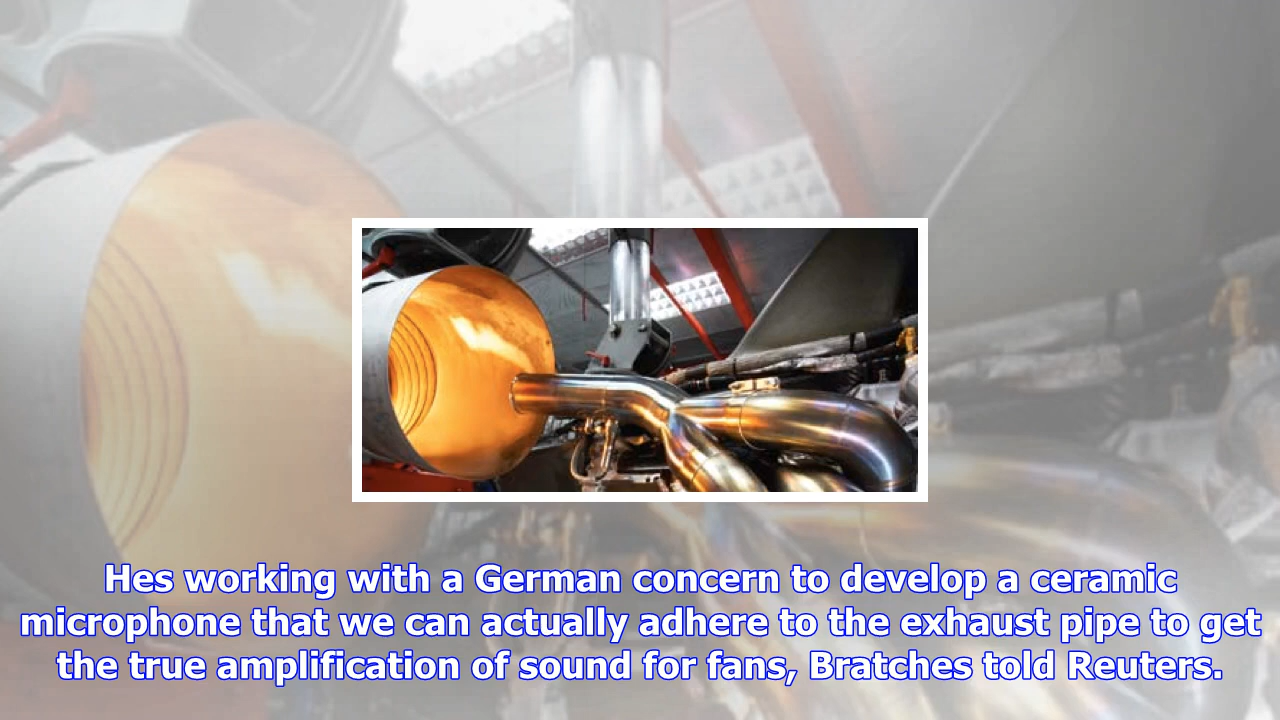 Hes working with a German concern to develop a ceramic
microphone that we can actually adhere to the exhaust pipe to get
the true amplification of sound for fans, Bratches told Reuters.